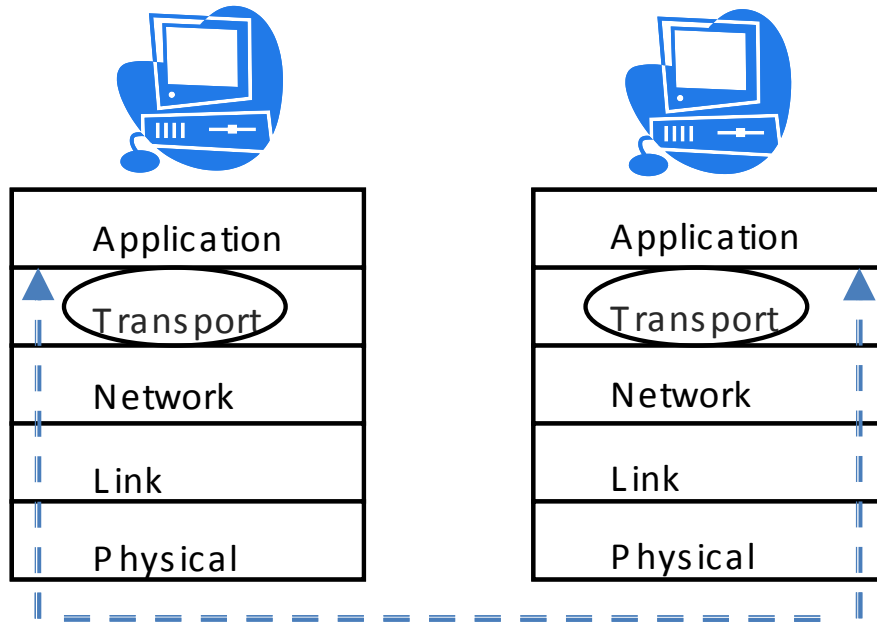 Application
Transport
Network
Link
Physical
Application
Transport
Network
Link
Physical